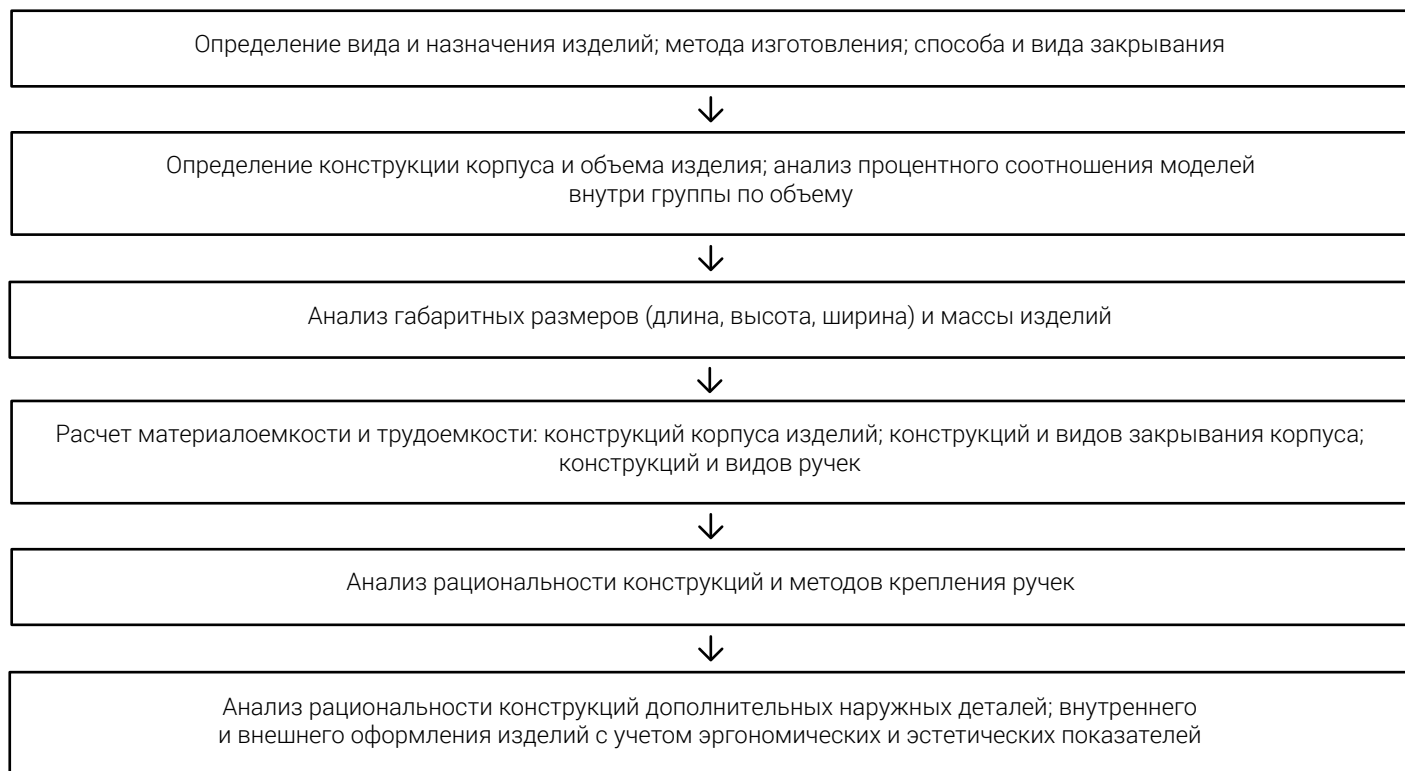 Определение вида и назначения изделий; метода изготовления; способа и вида закрывания
Определение конструкции корпуса и объема изделия; анализ процентного соотношения моделей
внутри группы по объему
Анализ габаритных размеров (длина, высота, ширина) и массы изделий
Расчет материалоемкости и трудоемкости: конструкций корпуса изделий; конструкций и видов закрывания корпуса;
конструкций и видов ручек
Анализ рациональности конструкций и методов крепления ручек
Анализ рациональности конструкций дополнительных наружных деталей; внутреннего
и внешнего оформления изделий с учетом эргономических и эстетических показателей